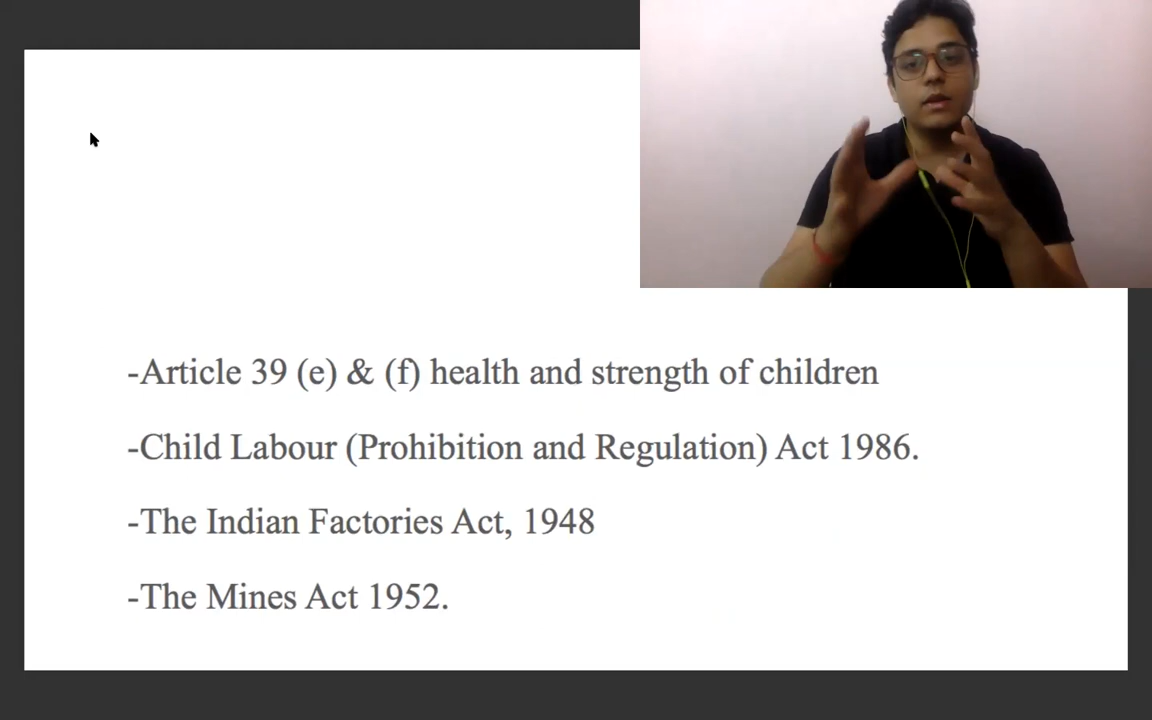 -Article 39 (e) & (f) health and strength of children
-Child Labour (Prohibition and Regulation) Act 1986.
-The Indian Factories Act, 1948
-The Mines Act 1952.